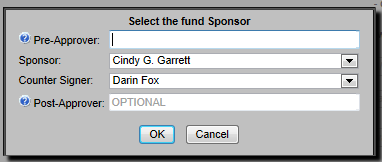 Select the fund Sponsor
Pre-Approver:
Sponsor: Cindy G. Garrett
Counter Signer: Darin Fox
Post-Approver: OPTIONAL
OK Cancel